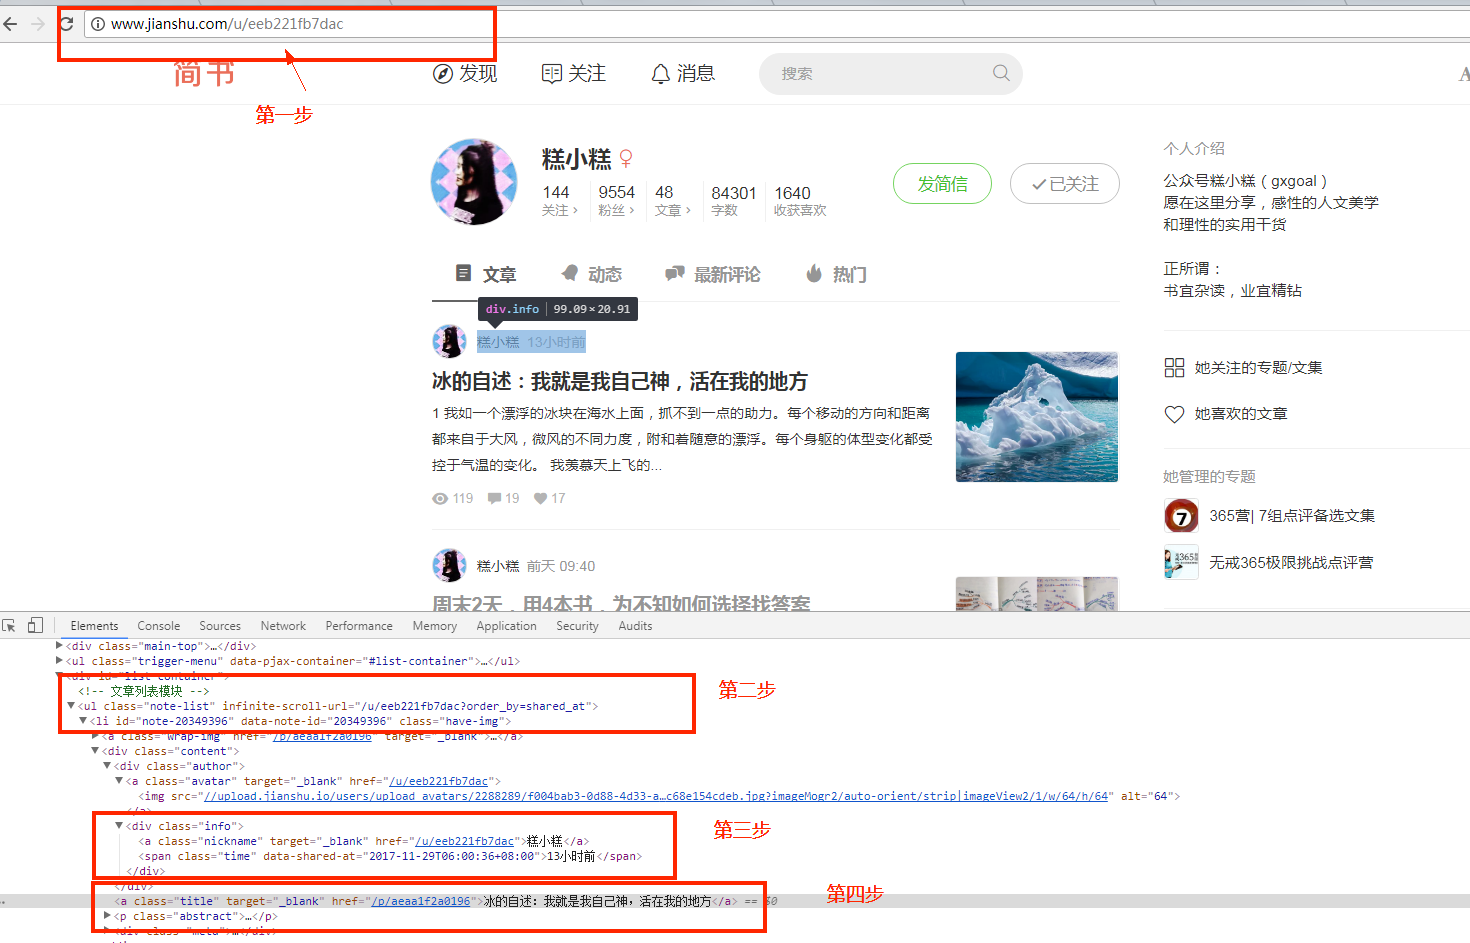 www.jianshu.com/u/eeb221fb7dac
第一步
简书
发现
关注
消息
搜索
糕小糕
144
9554
48
84301
1640
关注
粉丝
文章
字数
收获喜欢
发简信
已关注
个人介绍
公众号糕小糕（gxgoal）
愿在这里分享，感性的人文美学
和理性的实用干货
正所谓：
书宜杂读，业宜精钻
文章
动态
最新评论
热门
div.info | 99.09×20.91
糕小糕 13小时前
冰的自述：我就是我自己神，活在我的地方
1 我如一个漂浮的冰块在海水上面，抓不到一点的助力。每个移动的方向和距离
都来自于大风，微风的不同力度，附和着随意的漂浮。每个身躯的体型变化都受
控于气温的变化。 我羡慕天上飞的...
119 19 17
她关注的专题/文集
她喜欢的文章
她管理的专题
365营| 7组点评备选文集
无戒365极限挑战点评营
糕小糕 前天 09:40
周末2天，用4本书，为不知如何选择找答案
Elements Console Sources Network Performance Memory Application Security Audits
<div class="main-top">…</div>
<ul class="trigger-menu" data-pjax-container="#list-container">…</ul>
<div id="list-container">
<!-- 文章列表模块 -->
第二步
<ul class="note-list" infinite-scroll-url="/u/eeb221fb7dac?order_by=shared_at">
<li id="note-20349396" data-note-id="20349396" class="have-img">
<a class="wrap-img" href="/p/aeaa1f2a0196" target="_blank">…</a>
<div class="content">
<div class="author">
<a class="avatar" target="_blank" href="/u/eeb221fb7dac">
<img src="//upload.jianshu.io/users/upload_avatars/2288289/f004bab3-0d88-4d33-a…c68e154cdeb.jpg?imageMogr2/auto-orient/strip|imageView2/1/w/64/h/64" alt="64">
</a>
<div class="info">
第三步
<a class="nickname" target="_blank" href="/u/eeb221fb7dac">糕小糕</a>
<span class="time" data-shared-at="2017-11-29T06:00:36+08:00">13小时前</span>
</div>
</div>
第四步
<a class="title" target="_blank" href="/p/aeaa1f2a0196">冰的自述：我就是我自己神，活在我的地方</a> == $0
<p class="abstract">…</p>
<div class="meta">…</div>